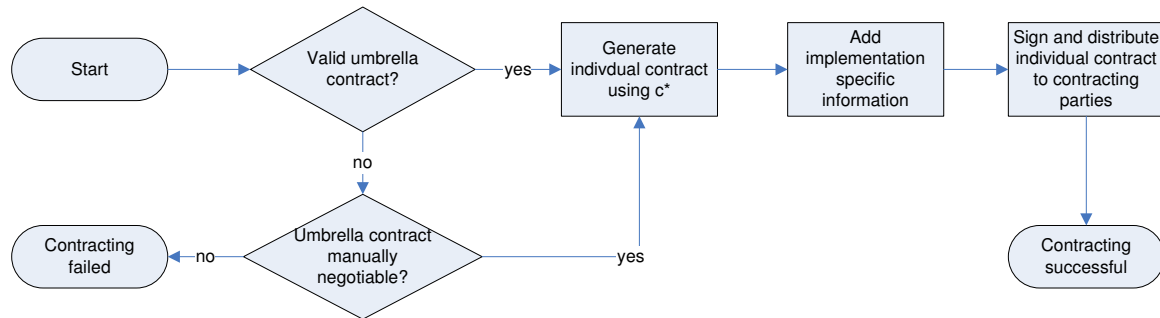 Start
Valid umbrella
contract?
yes
Generate
indivdual contract
using c*
Add
implementation
specific
information
Sign and distribute
individual contract
to contracting
parties
no
Contracting
failed
no
Umbrella contract
manually
negotiable?
yes
Contracting
successful